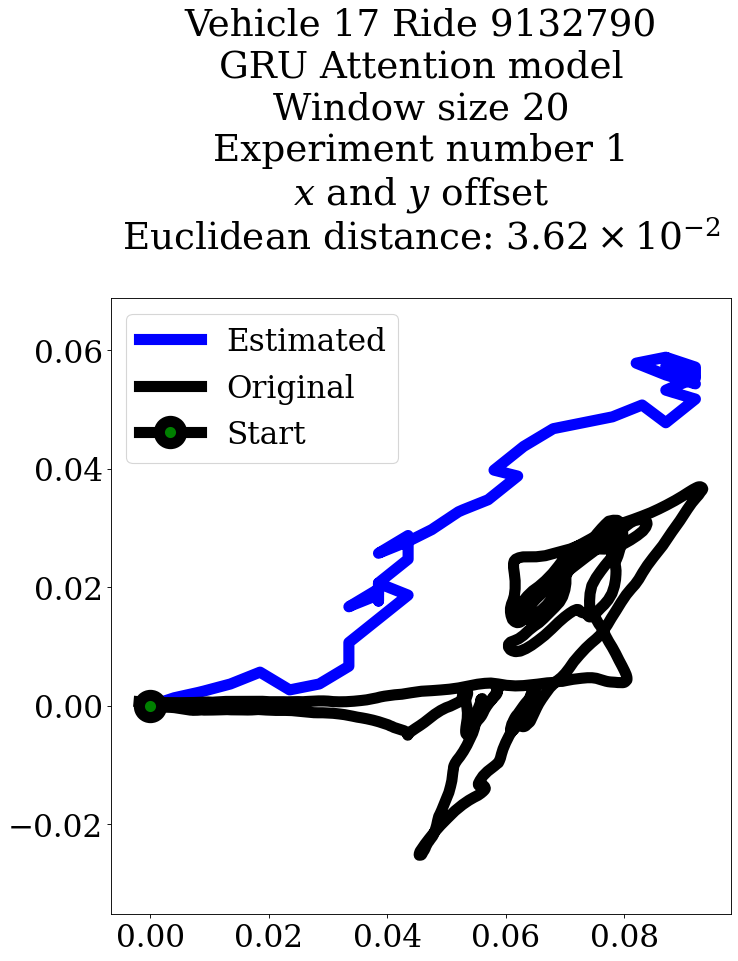 Vehicle 17 Ride 9132790
GRU Attention model
Window size 20
Experiment number 1
x and y offset
Euclidean distance: 3.62 × 10⁻²
Estimated
Original
Start
0.06
0.04
0.02
0.00
−0.02
0.00 0.02 0.04 0.06 0.08